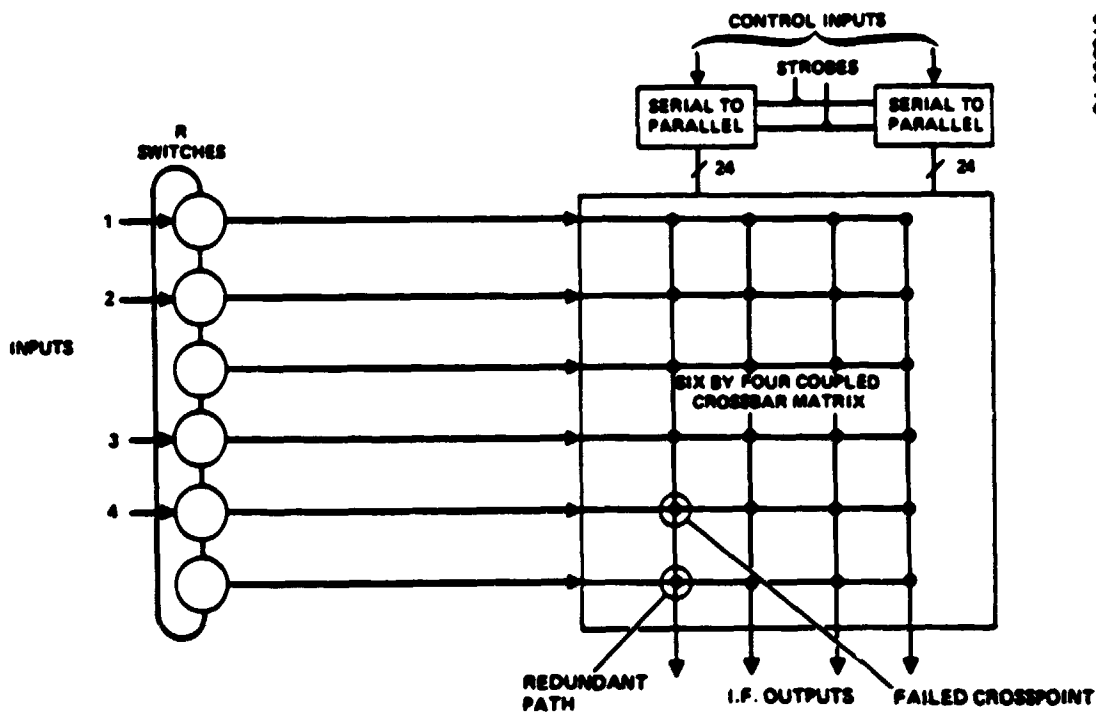 CONTROL INPUTS
STROBES
SERIAL TO
PARALLEL
SERIAL TO
PARALLEL
24
24
R
SWITCHES
1
2
INPUTS
3
4
SIX BY FOUR COUPLED
CROSSBAR MATRIX
REDUNDANT
PATH
I.F. OUTPUTS
FAILED CROSSPOINT